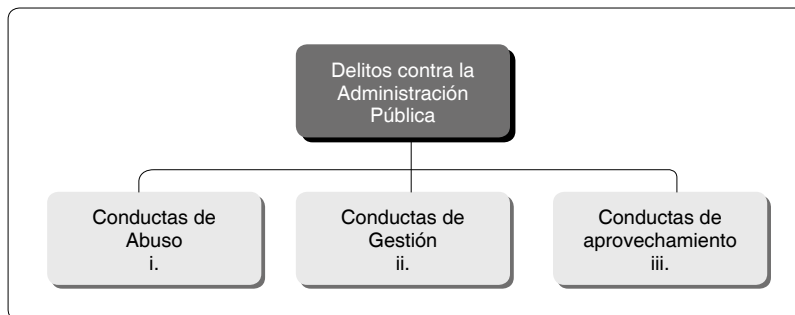 Delitos contra la
Administración
Pública
Conductas de
Abuso
i.
Conductas de
Gestión
ii.
Conductas de
aprovechamiento
iii.